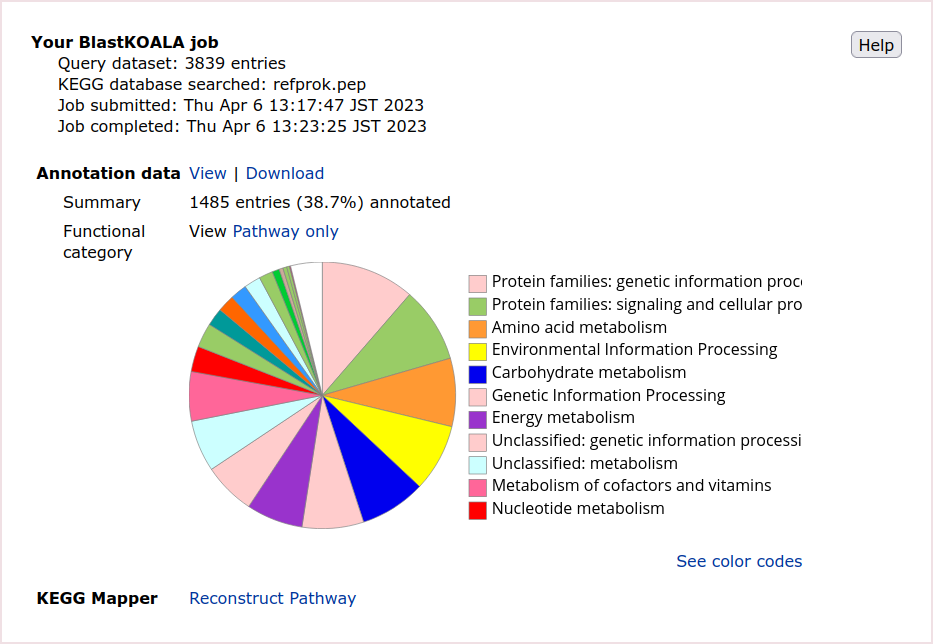 Your BlastKOALA job
Help
Query dataset: 3839 entries
KEGG database searched: refprok.pep
Job submitted: Thu Apr 6 13:17:47 JST 2023
Job completed: Thu Apr 6 13:23:25 JST 2023
Annotation data View | Download
Summary 1485 entries (38.7%) annotated
Functional category View Pathway only
Protein families: genetic information proc
Protein families: signaling and cellular pro
Amino acid metabolism
Environmental Information Processing
Carbohydrate metabolism
Genetic Information Processing
Energy metabolism
Unclassified: genetic information processi
Unclassified: metabolism
Metabolism of cofactors and vitamins
Nucleotide metabolism
See color codes
KEGG Mapper Reconstruct Pathway